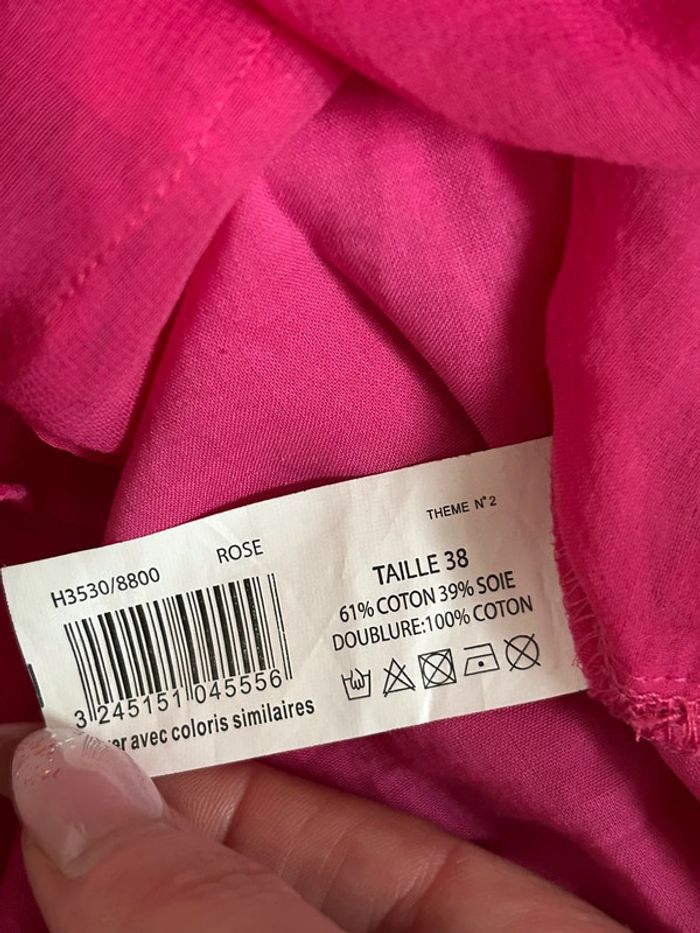 THEME N°2
H3530/8800
ROSE
TAILLE 38
61% COTON 39% SOIE
DOUBLURE:100% COTON
3 245151 045556
avec coloris similaires